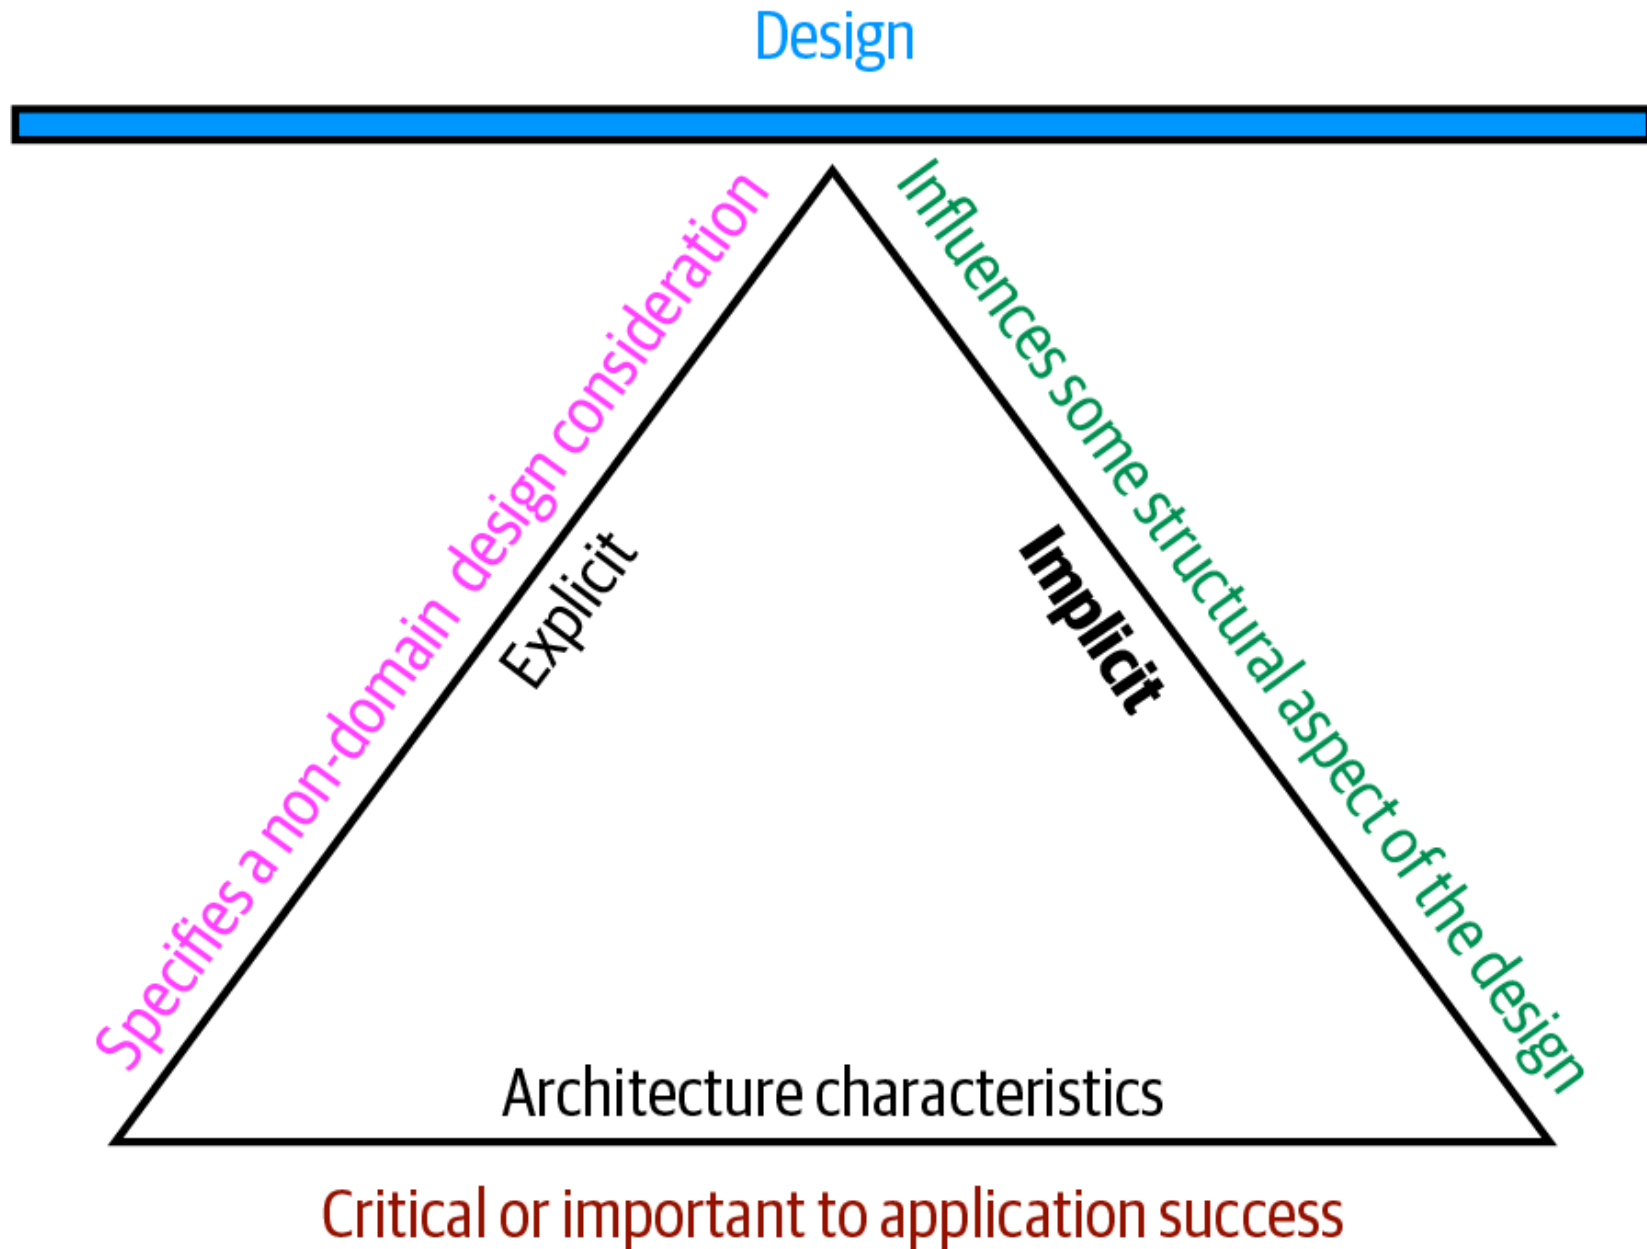 Design
Specifies a non-domain design consideration
Influences some structural aspect of the design
Explicit
Implicit
Architecture characteristics
Critical or important to application success